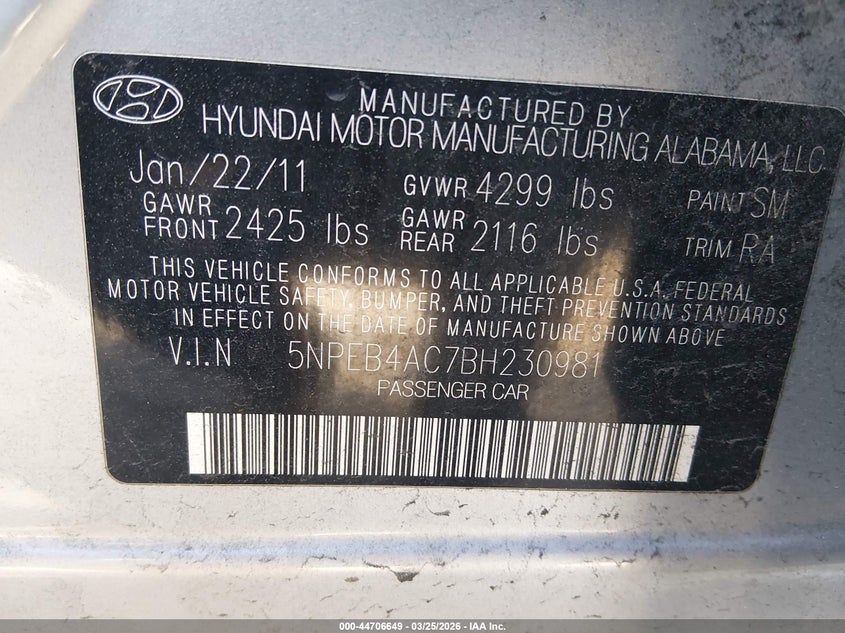 MANUFACTURED BY
HYUNDAI MOTOR MANUFACTURING ALABAMA, LLC
Jan/22/11 GVWR 4299 lbs PAINT SM
GAWR FRONT 2425 lbs GAWR REAR 2116 lbs TRIM RA
THIS VEHICLE CONFORMS TO ALL APPLICABLE U.S.A. FEDERAL
MOTOR VEHICLE SAFETY, BUMPER, AND THEFT PREVENTION STANDARDS
IN EFFECT ON THE DATE OF MANUFACTURE SHOWN ABOVE
V.I.N 5NPEB4AC7BH230981
PASSENGER CAR
000-44706649 - 03/25/2026 - IAA Inc.